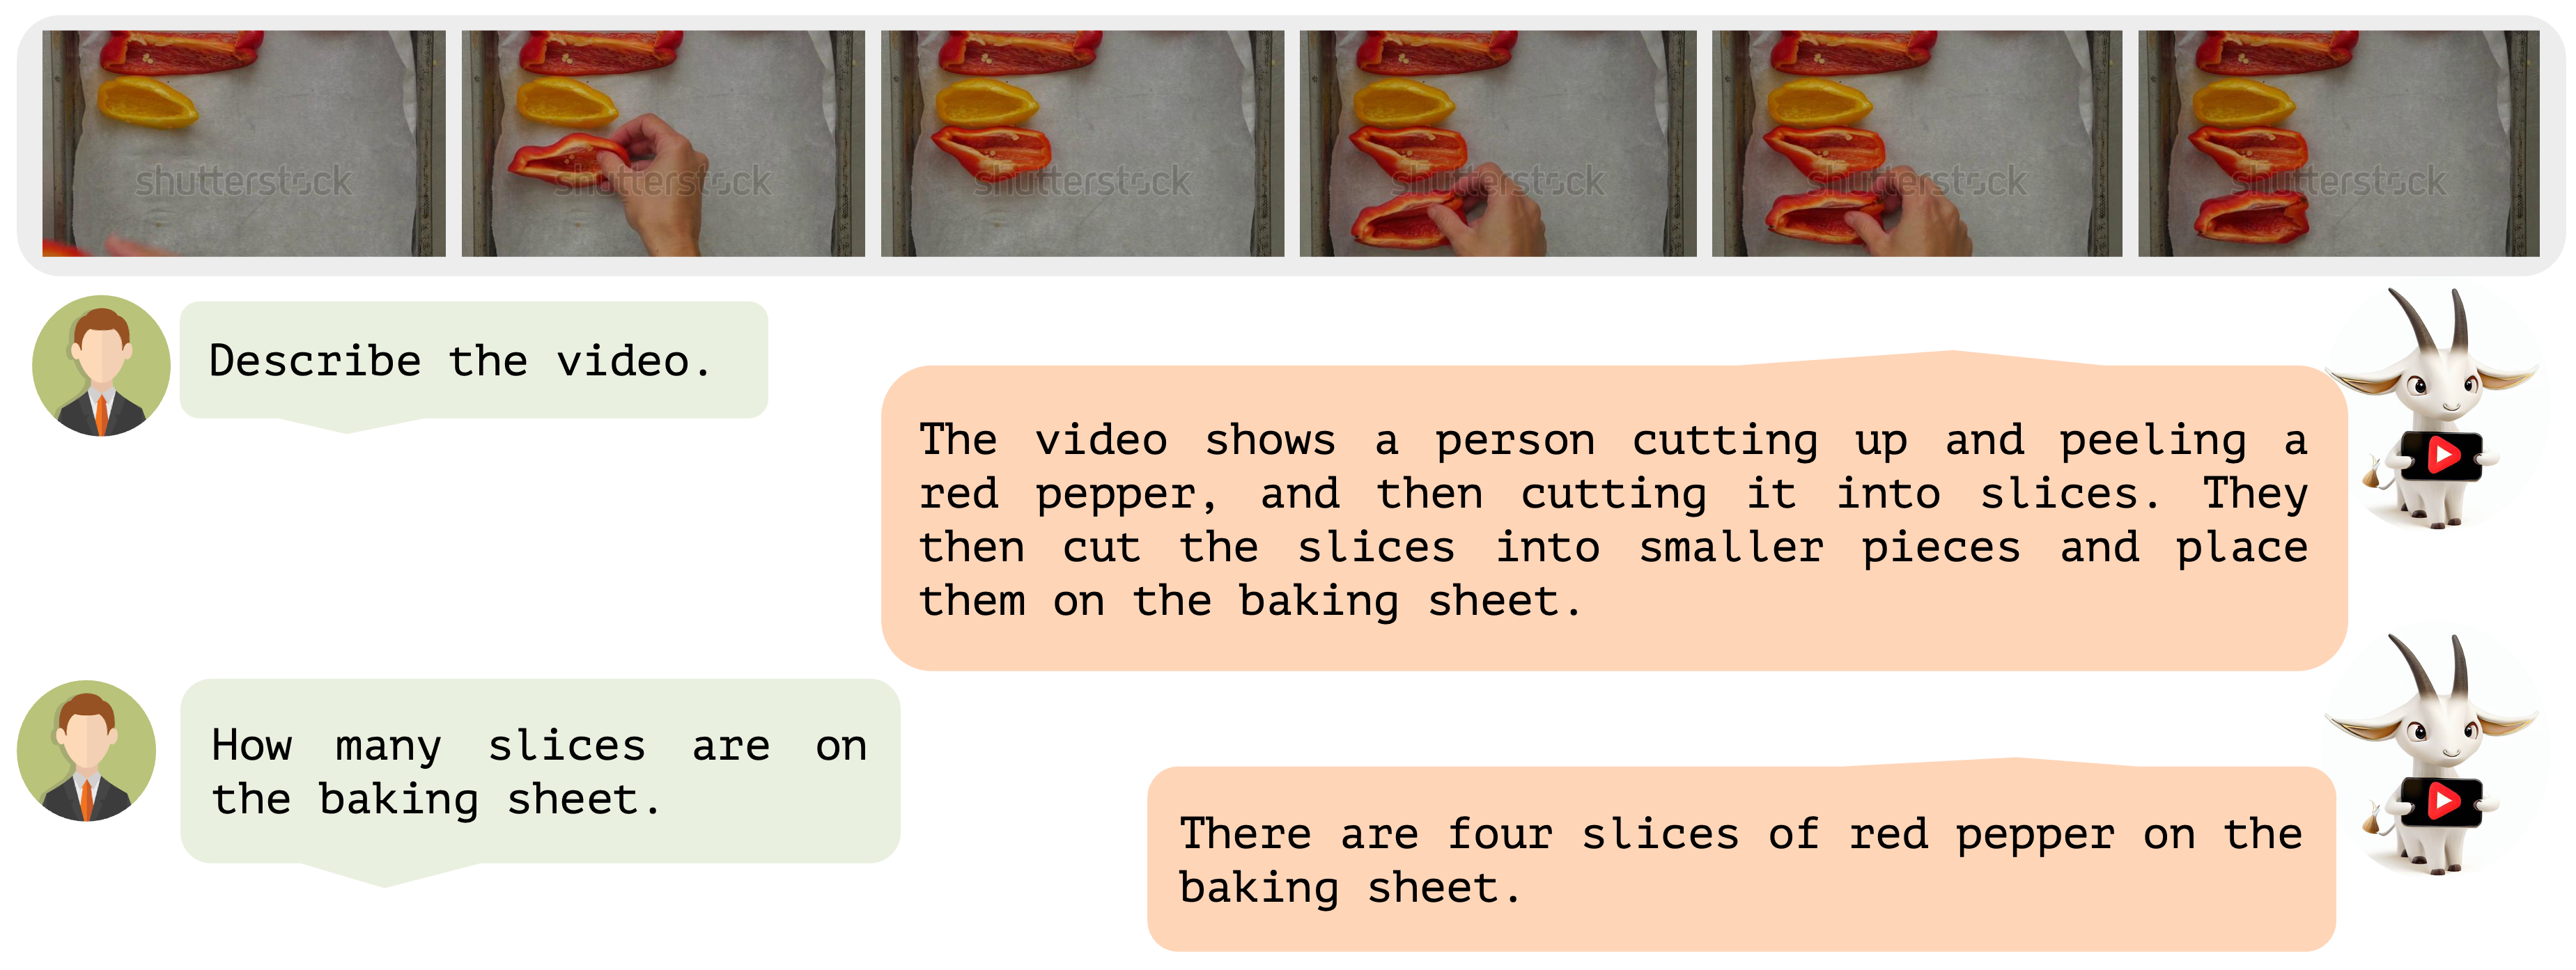 shutterstock
shutterstock
shutterstock
shutterstock
shutterstock
shutterstock
Describe the video.
The video shows a person cutting up and peeling a
red pepper, and then cutting it into slices. They
then cut the slices into smaller pieces and place
them on the baking sheet.
How many slices are on
the baking sheet.
There are four slices of red pepper on the
baking sheet.